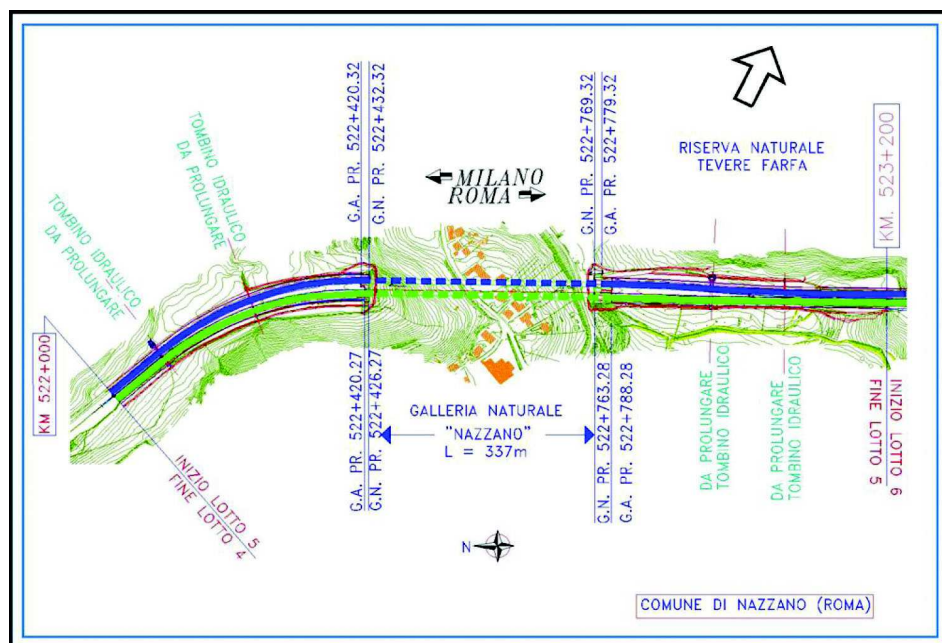 G.A. PR. 522+420.32
G.N. PR. 522+432.32
G.N. PR. 522+769.32
G.A. PR. 522+779.32
RISERVA NATURALE
TEVERE FARFA
KM. 523+200
TOMBINO IDRAULICO
DA PROLUNGARE
TOMBINO IDRAULICO
DA PROLUNGARE
MILANO
ROMA
KM 522+000
INIZIO LOTTO 5
FINE LOTTO 4
G.A. PR. 522+420.27
G.N. PR. 522+426.27
GALLERIA NATURALE
"NAZZANO"
L = 337m
G.N. PR. 522+763.28
G.A. PR. 522+788.28
DA PROLUNGARE
TOMBINO IDRAULICO
DA PROLUNGARE
TOMBINO IDRAULICO
FINE LOTTO 5
INIZIO LOTTO 6
N
COMUNE DI NAZZANO (ROMA)